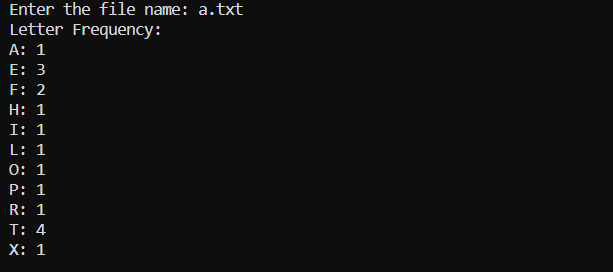 Enter the file name: a.txt
Letter Frequency:
A: 1
E: 3
F: 2
H: 1
I: 1
L: 1
O: 1
P: 1
R: 1
T: 4
X: 1